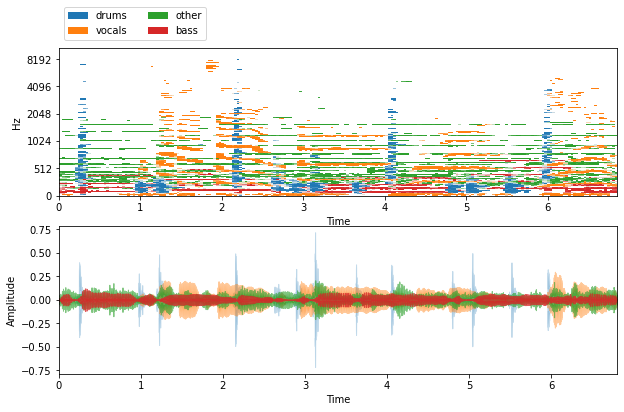 drums other
vocals bass
8192
4096
2048
1024
512
0
Hz
0 1 2 3 4 5 6
Time
0.75
0.50
0.25
0.00
−0.25
−0.50
−0.75
Amplitude
0 1 2 3 4 5 6
Time